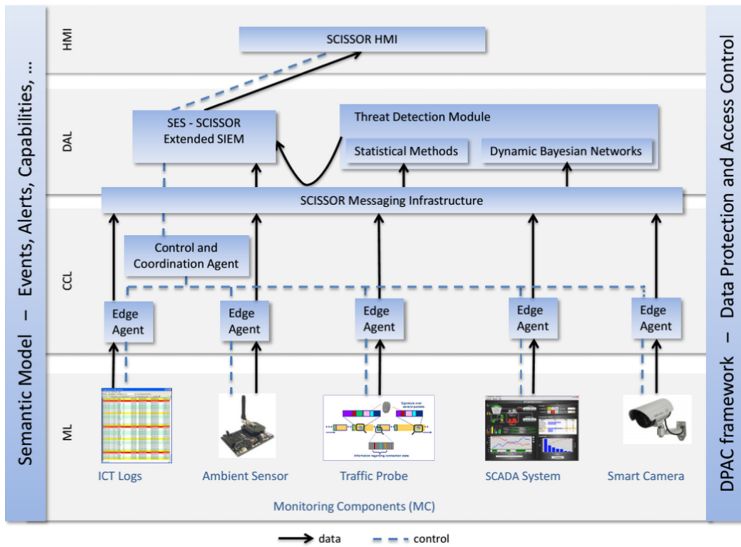 HMI
SCISSOR HMI
DAL
SES - SCISSOR
Extended SIEM
Threat Detection Module
Statistical Methods
Dynamic Bayesian Networks
SCISSOR Messaging Infrastructure
CCL
Control and
Coordination Agent
Edge
Agent
Edge
Agent
Edge
Agent
Edge
Agent
Edge
Agent
ML
ICT Logs
Ambient Sensor
Traffic Probe
SCADA System
Smart Camera
Monitoring Components (MC)
Semantic Model – Events, Alerts, Capabilities, ...
DPAC framework – Data Protection and Access Control
data
control